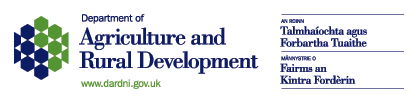 Department of
Agriculture and
Rural Development
www.dardni.gov.uk
AN ROINN
Talmhaíochta agus
Forbartha Tuaithe
MÄNNYSTRIE O
Fairms an
Kintra Fordèrin